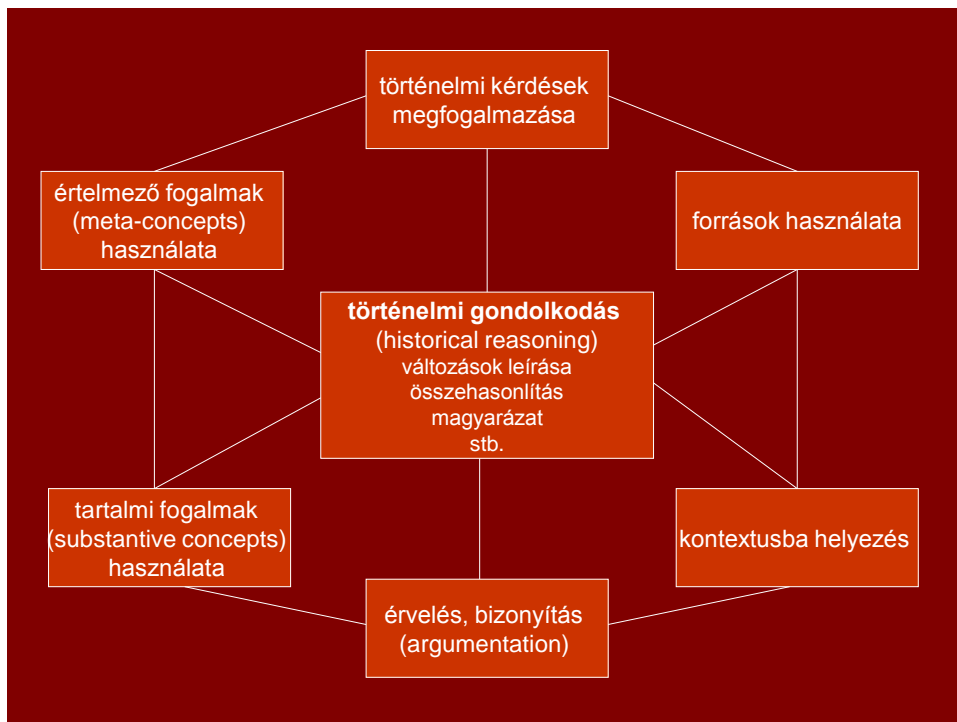 történelmi kérdések
megfogalmazása
értelmező fogalmak
(meta-concepts)
használata
források használata
történelmi gondolkodás
(historical reasoning)
változások leírása
összehasonlítás
magyarázat
stb.
tartalmi fogalmak
(substantive concepts)
használata
kontextusba helyezés
érvelés, bizonyítás
(argumentation)